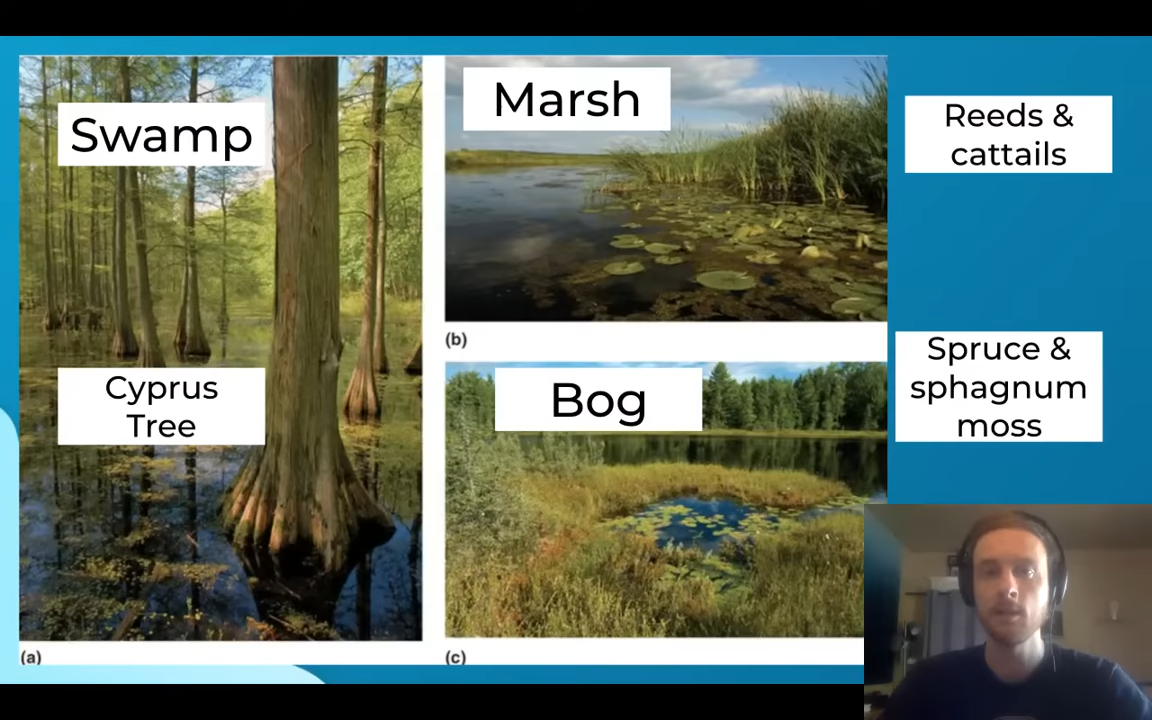 Swamp
Cyprus
Tree
(a)
Marsh
(b)
Bog
(c)
Reeds &
cattails
Spruce &
sphagnum
moss